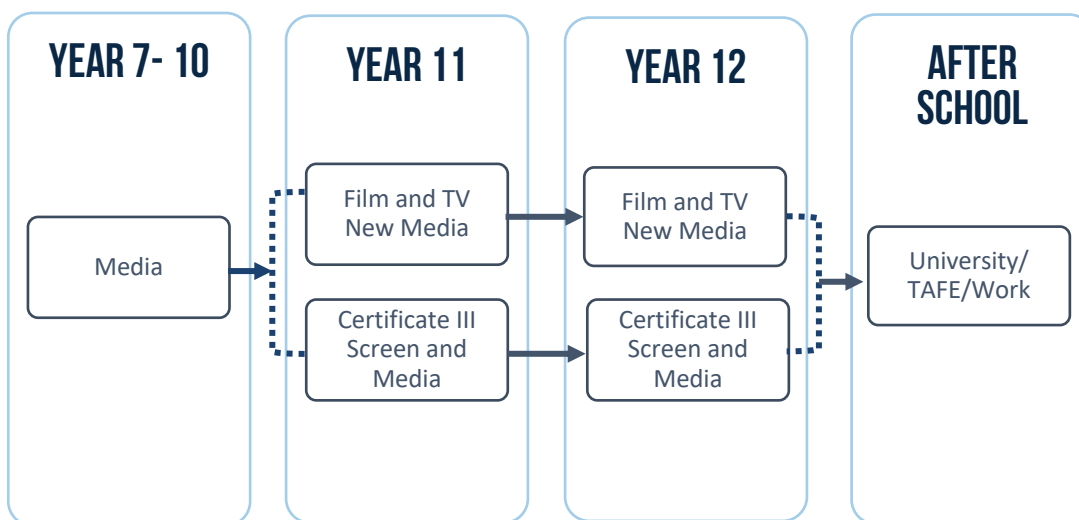 YEAR 7- 10
Media
YEAR 11
Film and TV
New Media
Certificate III
Screen and
Media
YEAR 12
Film and TV
New Media
Certificate III
Screen and
Media
AFTER
SCHOOL
University/
TAFE/Work